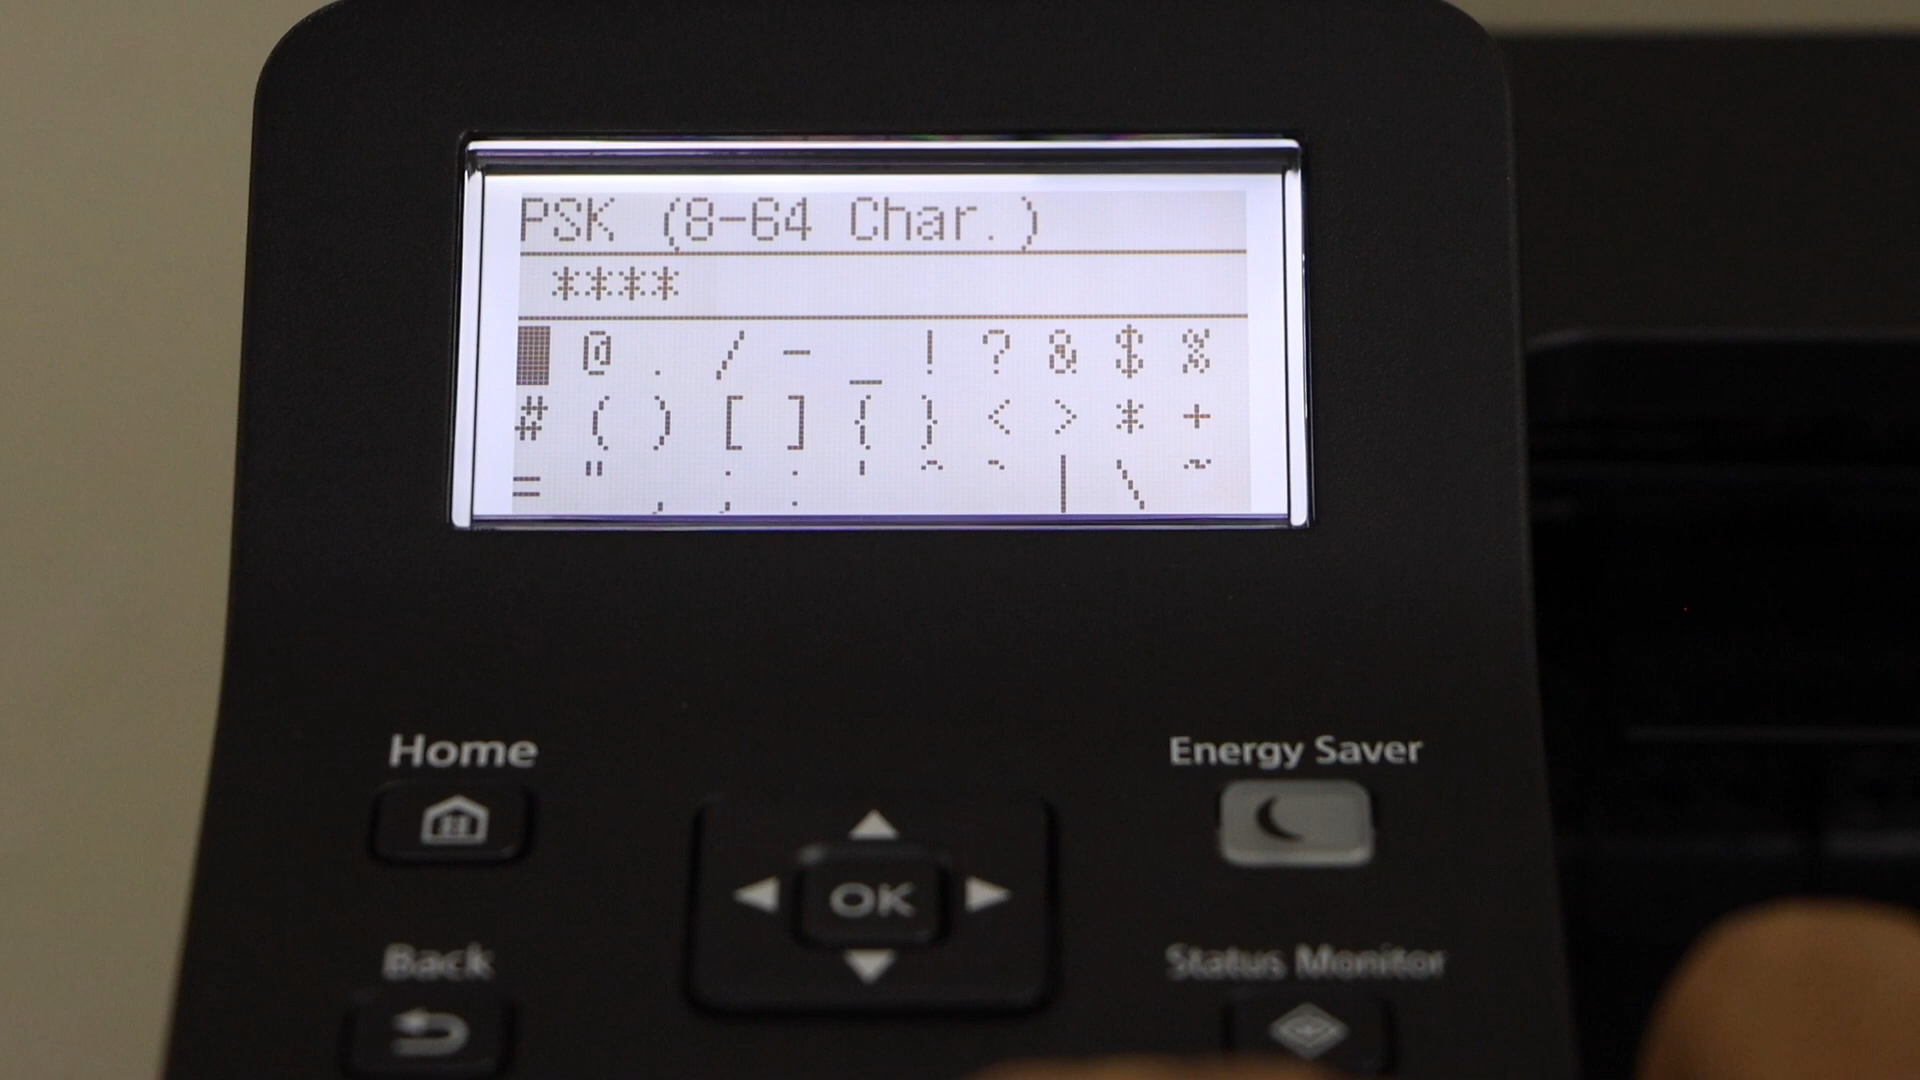 PSK (8-64 Char.)
****
@ . / - _ ! ? & $ %
# ( ) [ ] { } < > * +
= " , ; : ' ^ ` | \ ~
Home
Energy Saver
OK
Back
Status Monitor